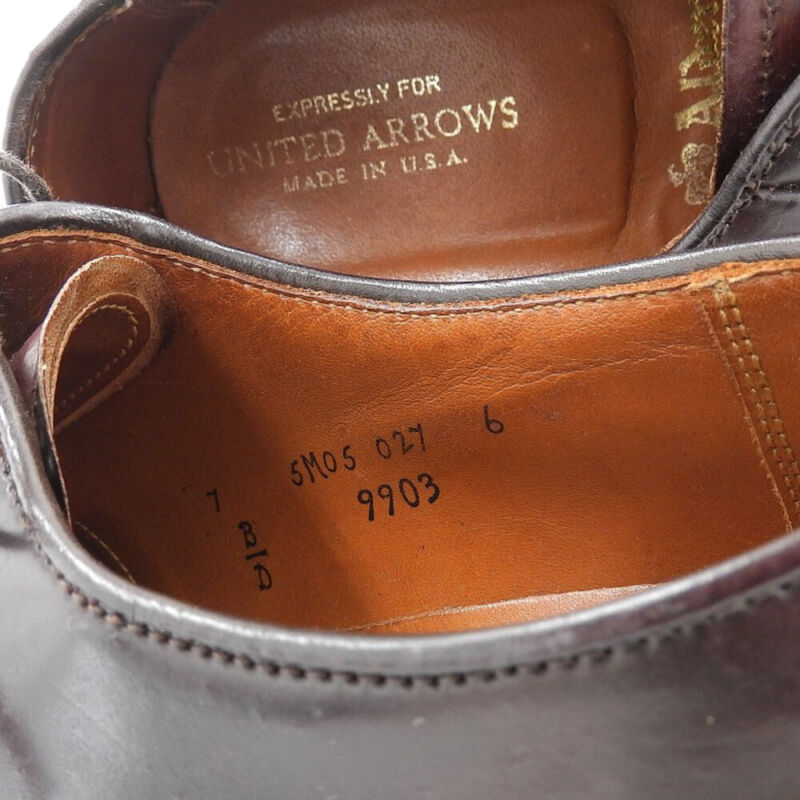 EXPRESSLY FOR
UNITED ARROWS
MADE IN U.S.A.
5M05 027 6
9903
7
B/D